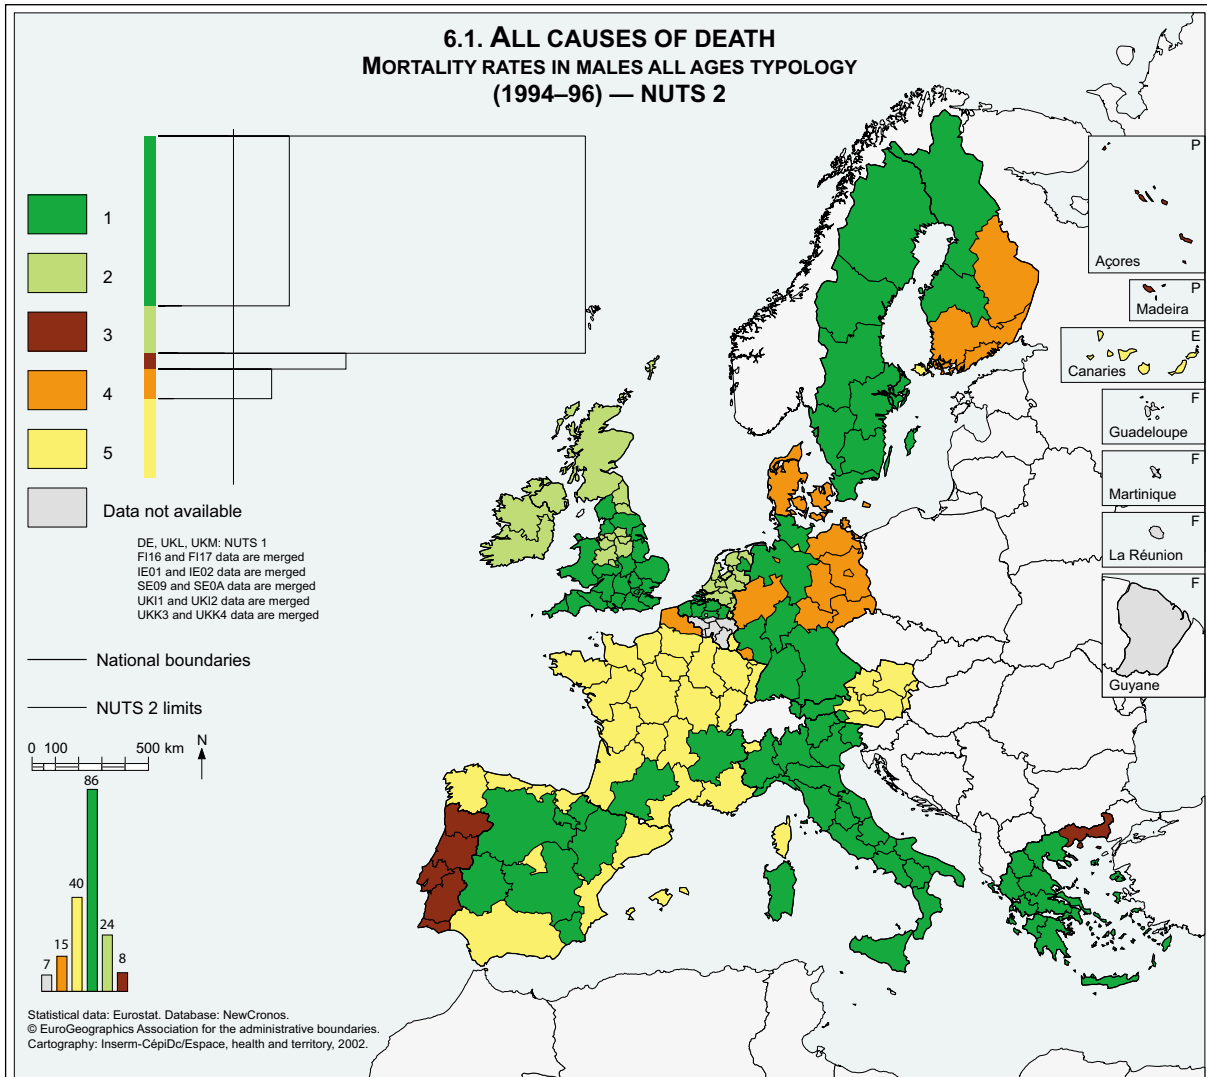 6.1. ALL CAUSES OF DEATH
MORTALITY RATES IN MALES ALL AGES TYPOLOGY
(1994–96) — NUTS 2
1
2
3
4
5
Data not available
DE, UKL, UKM: NUTS 1
FI16 and FI17 data are merged
IE01 and IE02 data are merged
SE09 and SE0A data are merged
UKI1 and UKI2 data are merged
UKK3 and UKK4 data are merged
National boundaries
NUTS 2 limits
0 100 500 km
N
7
15
40
86
24
8
P
Açores
P
Madeira
E
Canaries
F
Guadeloupe
F
Martinique
F
La Réunion
F
Guyane
Statistical data: Eurostat. Database: NewCronos.
© EuroGeographics Association for the administrative boundaries.
Cartography: Inserm-CépiDc/Espace, health and territory, 2002.